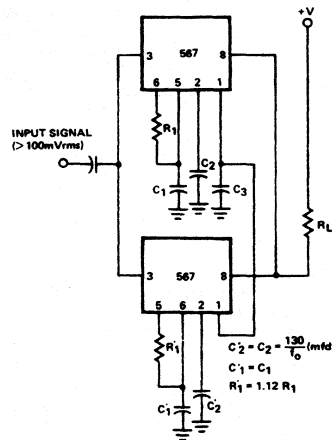 +V
567
3
8
6 5 2 1
R1
INPUT SIGNAL
(> 100mVrms)
C1
C2
C3
RL
567
3
8
5 6 2 1
R'1
C'1
C'2
C'2 = C2 = 130/fo (mfd
C'1 = C1
R'1 = 1.12 R1